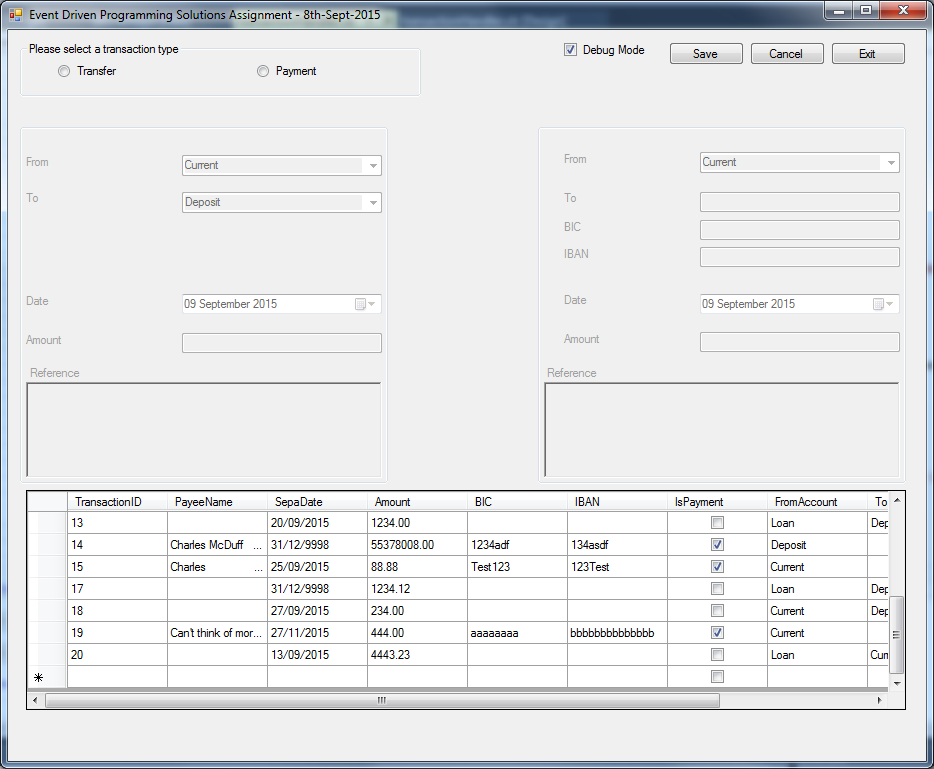 Event Driven Programming Solutions Assignment - 8th-Sept-2015
Please select a transaction type
Transfer Payment
Debug Mode Save Cancel Exit
From Current
To Deposit
Date 09 September 2015
Amount
Reference
From Current
To
BIC
IBAN
Date 09 September 2015
Amount
Reference
TransactionID PayeeName SepaDate Amount BIC IBAN IsPayment FromAccount To
13 20/09/2015 1234.00 Loan Dep
14 Charles McDuff ... 31/12/9998 55378008.00 1234adf 134asdf Deposit
15 Charles ... 25/09/2015 88.88 Test123 123Test Current
17 31/12/9998 1234.12 Loan Dep
18 27/09/2015 234.00 Current Dep
19 Can't think of mor... 27/11/2015 444.00 aaaaaaaa bbbbbbbbbbbbbb Current
20 13/09/2015 4443.23 Loan Curr